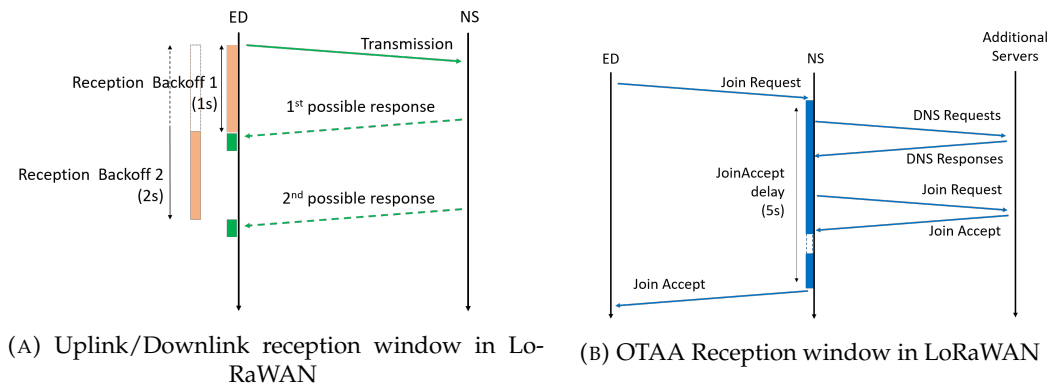 ED
NS
Transmission
Reception Backoff 1
(1s)
1st possible response
Reception Backoff 2
(2s)
2nd possible response
(A) Uplink/Downlink reception window in Lo-
RaWAN
ED
NS
Additional
Servers
Join Request
DNS Requests
DNS Responses
JoinAccept
delay
(5s)
Join Request
Join Accept
Join Accept
(B) OTAA Reception window in LoRaWAN